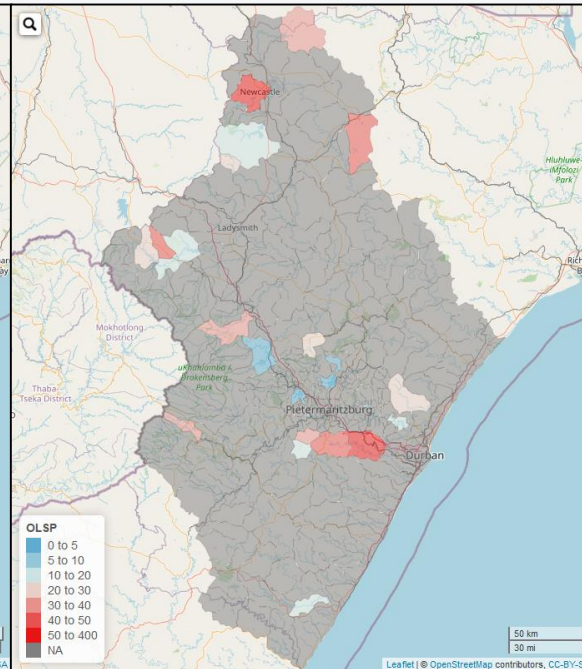 Newcastle
Hluhluwe-
iMfolozi
Park
Ladysmith
Mokhotlong
District
uKhahlamba /
Drakensberg
Park
Thaba-
Tseka District
Pietermaritzburg
Durban
OLSP
0 to 5
5 to 10
10 to 20
20 to 30
30 to 40
40 to 50
50 to 400
NA
50 km
30 mi
Leaflet | © OpenStreetMap contributors, CC-BY-S